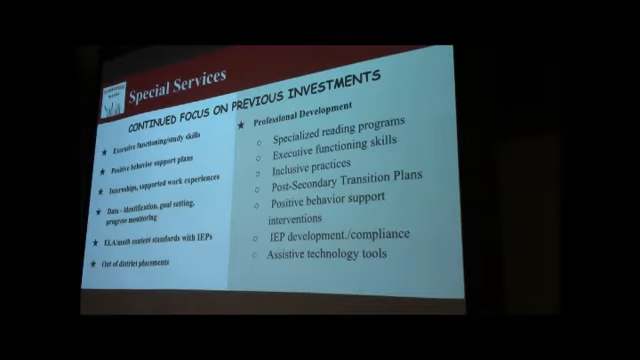 Special Services
CONTINUED FOCUS ON PREVIOUS INVESTMENTS
★ Executive functioning/study skills
★ Positive behavior support plans
★ Internships, supported work experiences
★ Data - identification, goal setting,
progress monitoring
★ ELA/math content standards with IEPs
★ Out of district placements
★ Professional Development
○ Specialized reading programs
○ Executive functioning skills
○ Inclusive practices
○ Post-Secondary Transition Plans
○ Positive behavior support
interventions
○ IEP development./compliance
○ Assistive technology tools